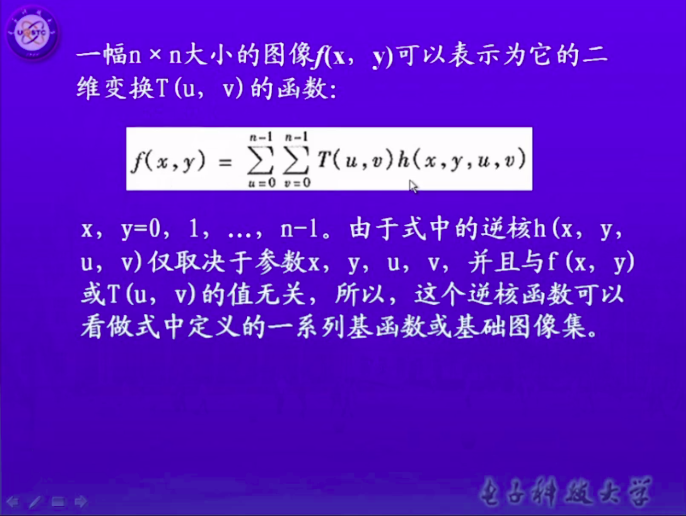 一幅n×n大小的图像f(x，y)可以表示为它的二
维变换T(u，v)的函数：
f(x,y) = \sum_{u=0}^{n-1} \sum_{v=0}^{n-1} T(u,v)h(x,y,u,v)
x，y=0，1，…，n-1。由于式中的逆核h(x，y，
u，v)仅取决于参数x，y，u，v，并且与f(x，y)
或T(u，v)的值无关，所以，这个逆核函数可以
看做式中定义的一系列基函数或基础图像集。
电子科技大学